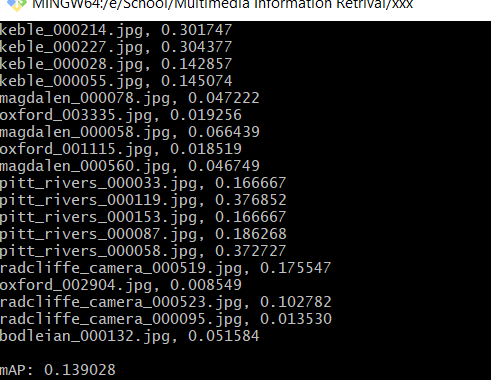 MINGW64:/e/School/Multimedia Information Retrival/xxx
keble_000214.jpg, 0.301747
keble_000227.jpg, 0.304377
keble_000028.jpg, 0.142857
keble_000055.jpg, 0.145074
magdalen_000078.jpg, 0.047222
oxford_003335.jpg, 0.019256
magdalen_000058.jpg, 0.066439
oxford_001115.jpg, 0.018519
magdalen_000560.jpg, 0.046749
pitt_rivers_000033.jpg, 0.166667
pitt_rivers_000119.jpg, 0.376852
pitt_rivers_000153.jpg, 0.166667
pitt_rivers_000087.jpg, 0.186268
pitt_rivers_000058.jpg, 0.372727
radcliffe_camera_000519.jpg, 0.175547
oxford_002904.jpg, 0.008549
radcliffe_camera_000523.jpg, 0.102782
radcliffe_camera_000095.jpg, 0.013530
bodleian_000132.jpg, 0.051584
mAP: 0.139028